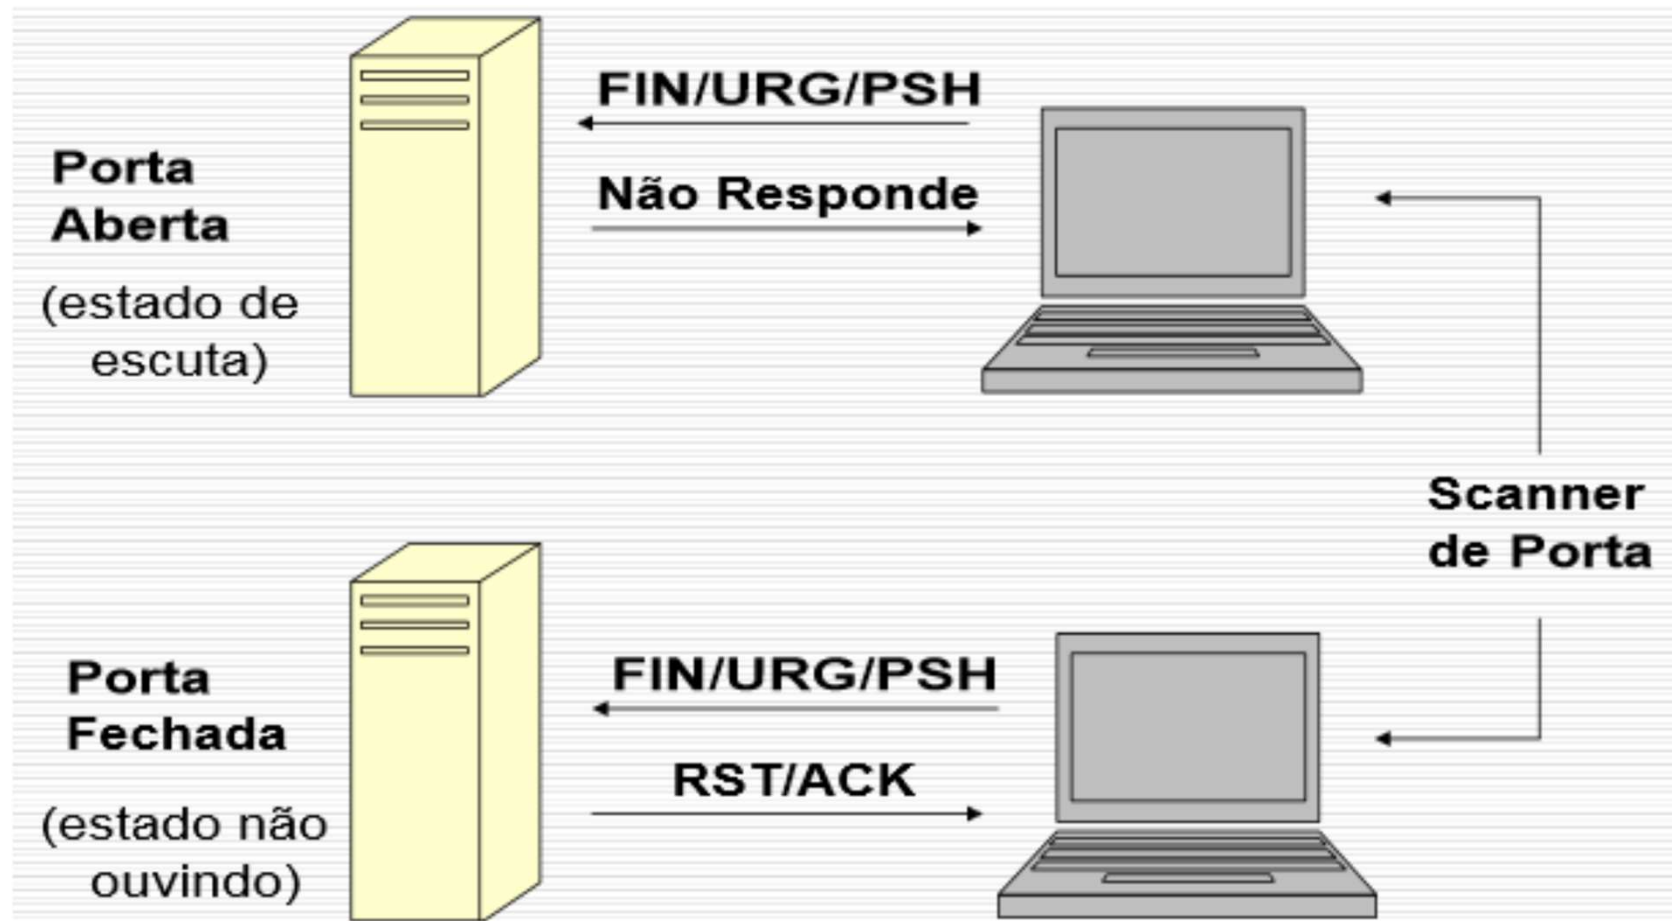 FIN/URG/PSH
Porta
Aberta
Não Responde
(estado de
escuta)
Scanner
de Porta
FIN/URG/PSH
Porta
Fechada
RST/ACK
(estado não
ouvindo)